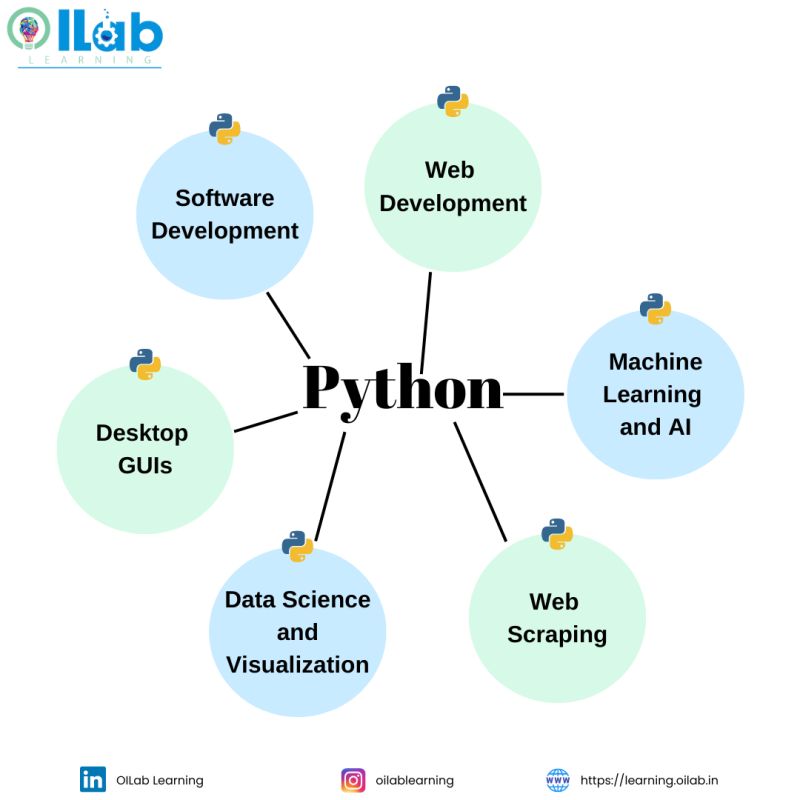 OILab
LEARNING
Web
Development
Software
Development
Python
Machine
Learning
and AI
Desktop
GUIs
Data Science
and
Visualization
Web
Scraping
in
OILab Learning
oilablearning
www
https://learning.oilab.in